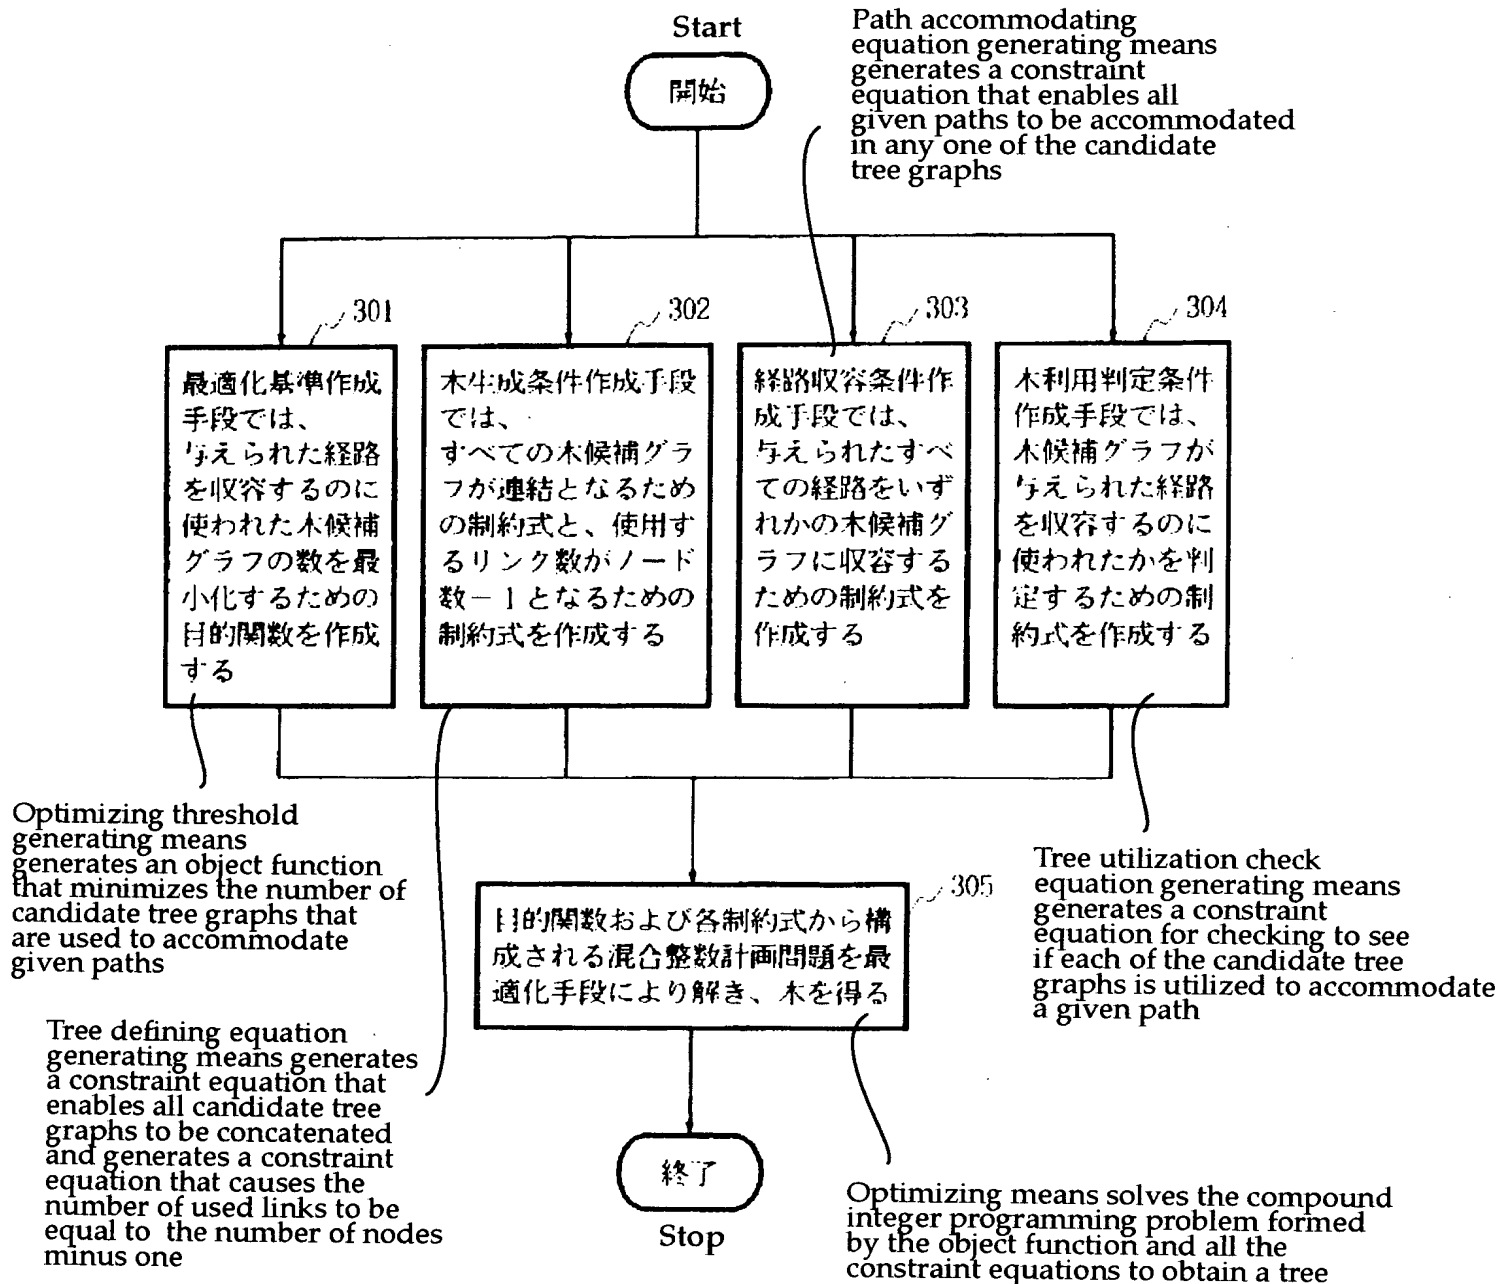 Start
開始
Path accommodating
equation generating means
generates a constraint
equation that enables all
given paths to be accommodated
in any one of the candidate
tree graphs
301
最適化基準作成
手段では、
与えられた経路
を収容するのに
使われた木候補
グラフの数を最
小化するための
目的関数を作成
する
302
木生成条件作成手段
では、
すべての木候補グラ
フが連結となるため
の制約式と、使用す
るリンク数がノード
数－1となるための
制約式を作成する
303
経路収容条件作
成手段では、
与えられたすべ
ての経路をいず
れかの木候補グ
ラフに収容する
ための制約式を
作成する
304
木利用判定条件
作成手段では、
木候補グラフが
与えられた経路
を収容するのに
使われたかを判
定するための制
約式を作成する
Optimizing threshold
generating means
generates an object function
that minimizes the number of
candidate tree graphs that
are used to accommodate
given paths
Tree defining equation
generating means generates
a constraint equation that
enables all candidate tree
graphs to be concatenated
and generates a constraint
equation that causes the
number of used links to be
equal to the number of nodes
minus one
305
目的関数および各制約式から構
成される混合整数計画問題を最
適化手段により解き、木を得る
Tree utilization check
equation generating means
generates a constraint
equation for checking to see
if each of the candidate tree
graphs is utilized to accommodate
a given path
終了
Stop
Optimizing means solves the compound
integer programming problem formed
by the object function and all the
constraint equations to obtain a tree